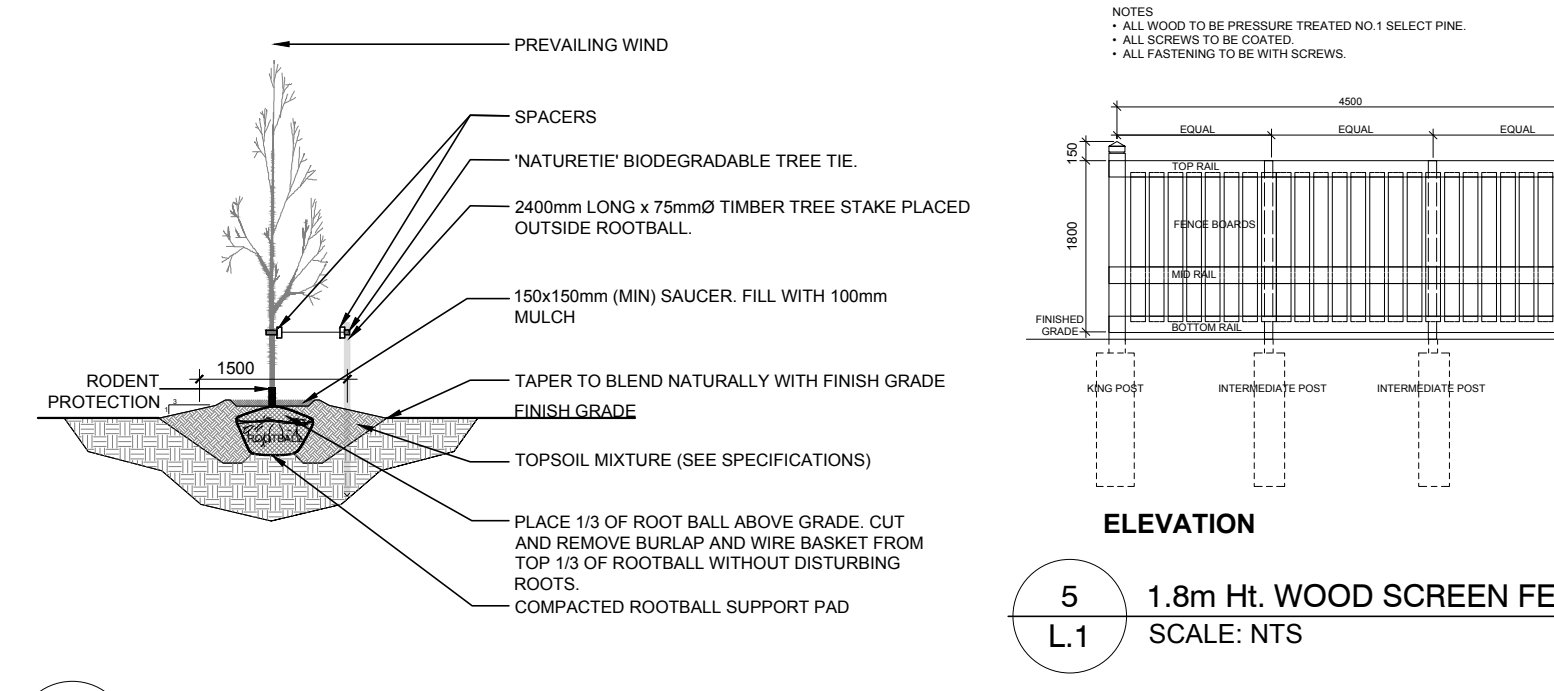 PREVAILING WIND
SPACERS
'NATURETIE' BIODEGRADABLE TREE TIE.
2400mm LONG x 75mmØ TIMBER TREE STAKE PLACED
OUTSIDE ROOTBALL.
150x150mm (MIN) SAUCER. FILL WITH 100mm
MULCH
1500
RODENT
PROTECTION
3
1
TAPER TO BLEND NATURALLY WITH FINISH GRADE
FINISH GRADE
ROOTBALL
TOPSOIL MIXTURE (SEE SPECIFICATIONS)
PLACE 1/3 OF ROOT BALL ABOVE GRADE. CUT
AND REMOVE BURLAP AND WIRE BASKET FROM
TOP 1/3 OF ROOTBALL WITHOUT DISTURBING
ROOTS.
COMPACTED ROOTBALL SUPPORT PAD
NOTES
• ALL WOOD TO BE PRESSURE TREATED NO.1 SELECT PINE.
• ALL SCREWS TO BE COATED.
• ALL FASTENING TO BE WITH SCREWS.
4500
EQUAL EQUAL EQUAL
150
TOP RAIL
1800
FENCE BOARDS
MID RAIL
FINISHED
GRADE
BOTTOM RAIL
KING POST INTERMEDIATE POST INTERMEDIATE POST
ELEVATION
5
L.1
1.8m Ht. WOOD SCREEN FE
SCALE: NTS